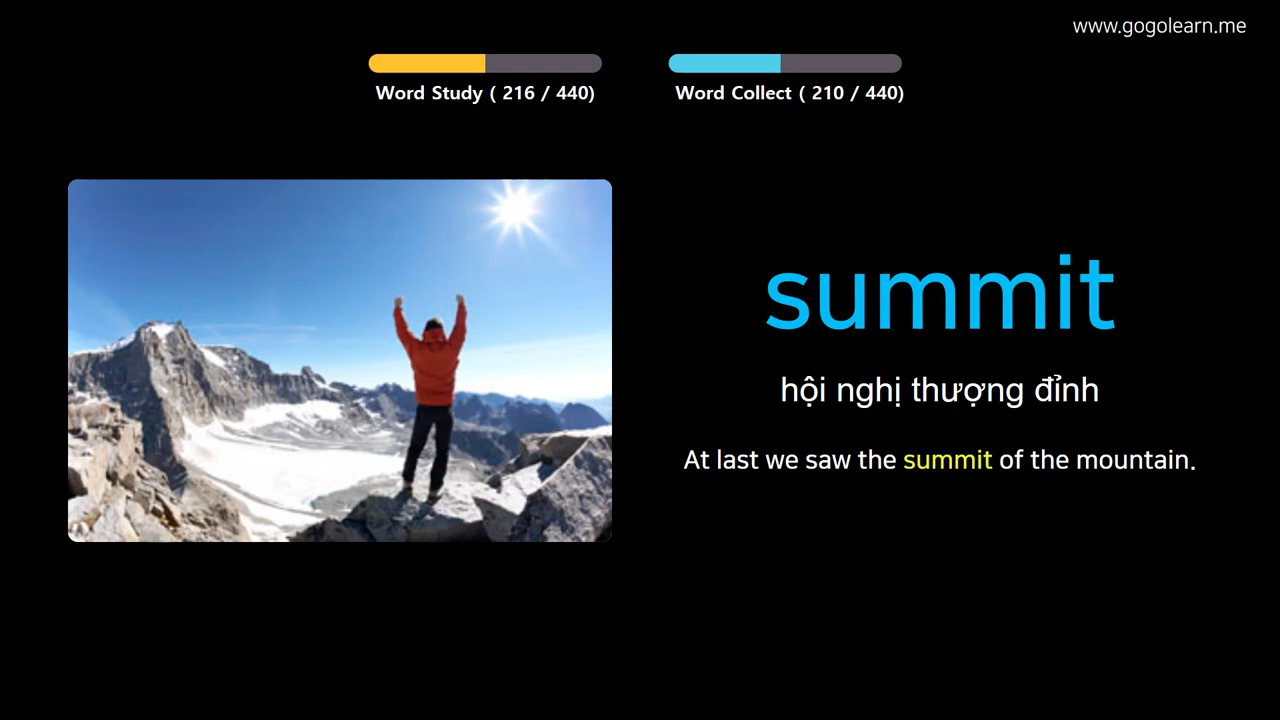 www.gogolearn.me
Word Study ( 216 / 440)
Word Collect ( 210 / 440)
summit
hội nghị thượng đỉnh
At last we saw the summit of the mountain.